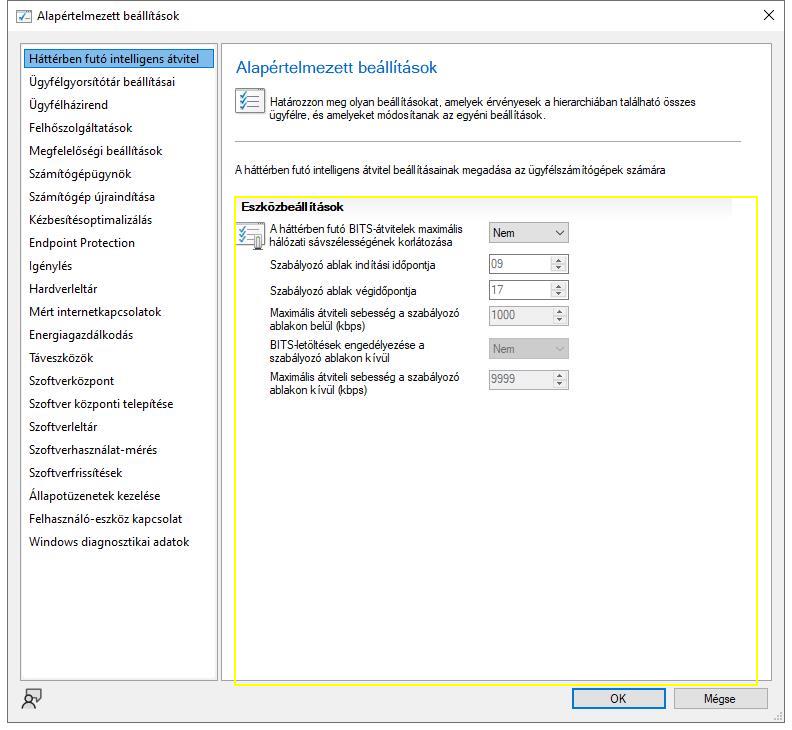 Alapértelmezett beállítások
Háttérben futó intelligens átvitel
Ügyfélgyorsítótár beállításai
Ügyfélházirend
Felhőszolgáltatások
Megfelelőségi beállítások
Számítógépügynök
Számítógép újraindítása
Kézbesítésoptimalizálás
Endpoint Protection
Igénylés
Hardverleltár
Mért internetkapcsolatok
Energiagazdálkodás
Táveszközök
Szoftverközpont
Szoftver központi telepítése
Szoftverleltár
Szoftverhasználat-mérés
Szoftverfrissítések
Állapotüzenetek kezelése
Felhasználó-eszköz kapcsolat
Windows diagnosztikai adatok
Alapértelmezett beállítások
Határozzon meg olyan beállításokat, amelyek érvényesek a hierarchiában található összes
ügyfélre, és amelyeket módosítanak az egyéni beállítások.
A háttérben futó intelligens átvitel beállításainak megadása az ügyfélszámítógépek számára
Eszközbeállítások
A háttérben futó BITS-átvitelek maximális
hálózati sávszélességének korlátozása
Nem
Szabályozó ablak indítási időpontja
09
Szabályozó ablak végidőpontja
17
Maximális átviteli sebesség a szabályozó
ablakon belül (kbps)
1000
BITS-letöltések engedélyezése a
szabályozó ablakon kívül
Nem
Maximális átviteli sebesség a szabályozó
ablakon kívül (kbps)
9999
OK
Mégse